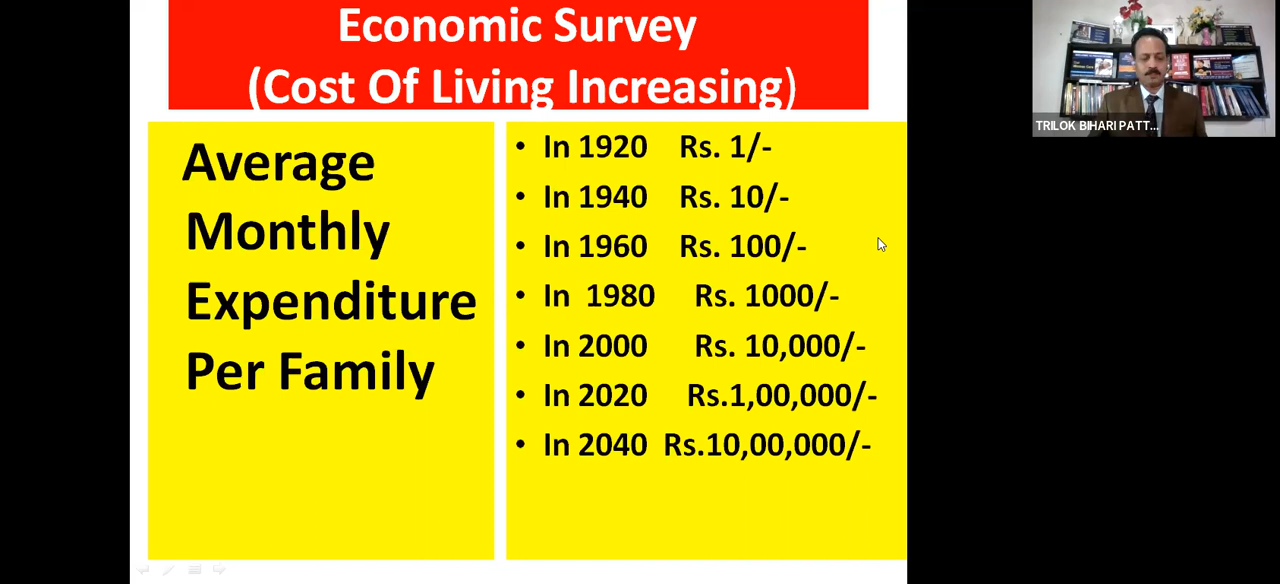 Economic Survey
(Cost Of Living Increasing)
Average
Monthly
Expenditure
Per Family
• In 1920 Rs. 1/-
• In 1940 Rs. 10/-
• In 1960 Rs. 100/-
• In 1980 Rs. 1000/-
• In 2000 Rs. 10,000/-
• In 2020 Rs.1,00,000/-
• In 2040 Rs.10,00,000/-
TRILOK BIHARI PATT...